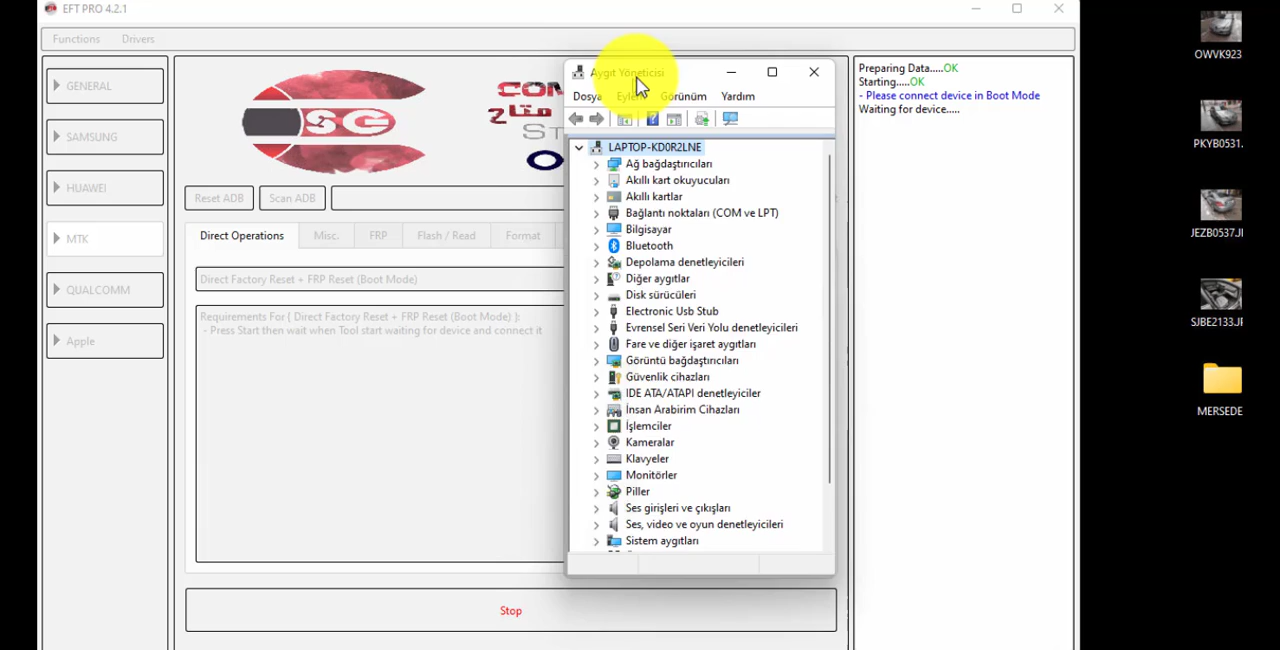 EFT PRO 4.2.1
Functions
Drivers
GENERAL
SAMSUNG
HUAWEI
MTK
QUALCOMM
Apple
SG
COM
متاح
ST
O
Reset ADB
Scan ADB
Direct Operations
Misc.
FRP
Flash / Read
Format
Direct Factory Reset + FRP Reset (Boot Mode)
Requirements For ( Direct Factory Reset + FRP Reset (Boot Mode) ):
- Press Start then wait when Tool start waiting for device and connect it
Stop
Aygıt Yöneticisi
Dosya
Eylem
Görünüm
Yardım
LAPTOP-KD0R2LNE
Ağ bağdaştırıcıları
Akıllı kart okuyucuları
Akıllı kartlar
Bağlantı noktaları (COM ve LPT)
Bilgisayar
Bluetooth
Depolama denetleyicileri
Diğer aygıtlar
Disk sürücüleri
Electronic Usb Stub
Evrensel Seri Veri Yolu denetleyicileri
Fare ve diğer işaret aygıtları
Görüntü bağdaştırıcıları
Güvenlik cihazları
IDE ATA/ATAPI denetleyiciler
İnsan Arabirim Cihazları
İşlemciler
Kameralar
Klavyeler
Monitörler
Piller
Ses girişleri ve çıkışları
Ses, video ve oyun denetleyicileri
Sistem aygıtları
Preparing Data.....OK
Starting.....OK
- Please connect device in Boot Mode
Waiting for device.....
OWVK923
PKYB0531.
JEZB0537.JI
SJBE2133.JF
MERSEDE